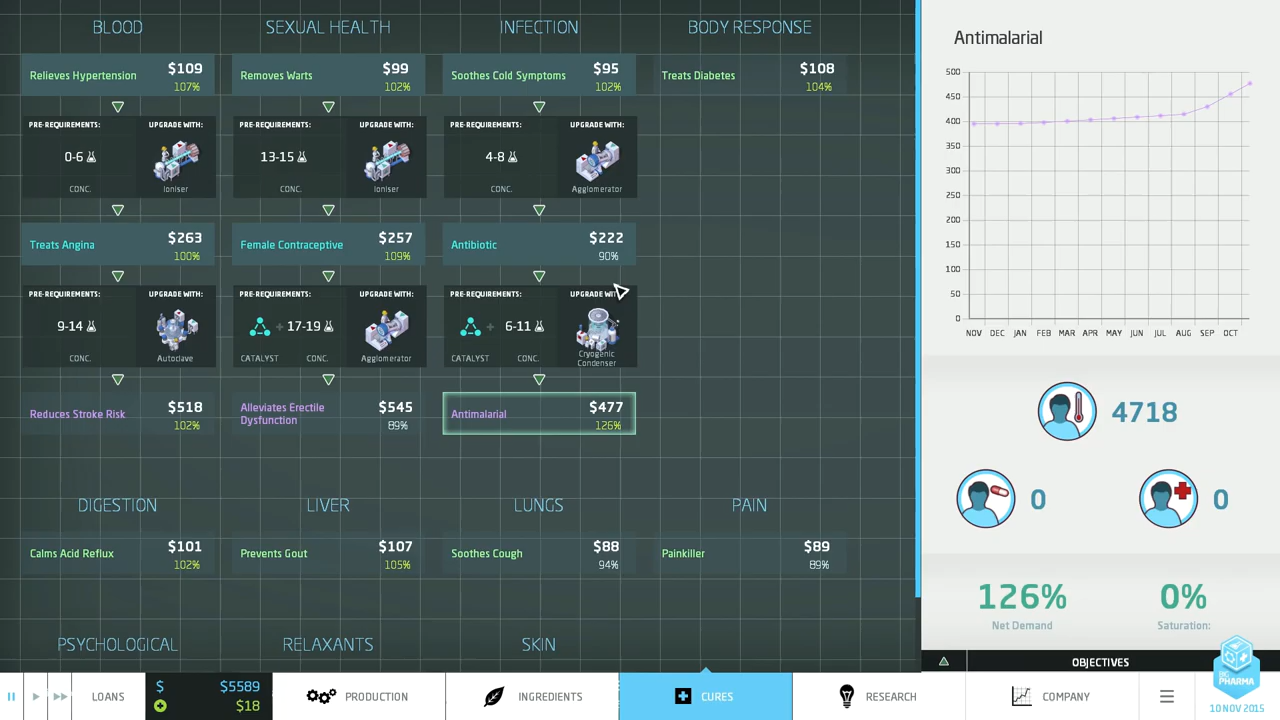 BLOOD SEXUAL HEALTH INFECTION BODY RESPONSE
Relieves Hypertension $109 107%
Removes Warts $99 102%
Soothes Cold Symptoms $95 102%
Treats Diabetes $108 104%
PRE-REQUIREMENTS: UPGRADE WITH:
0-6
CONC. Ioniser
PRE-REQUIREMENTS: UPGRADE WITH:
13-15
CONC. Ioniser
PRE-REQUIREMENTS: UPGRADE WITH:
4-8
CONC. Agglomerator
Treats Angina $263 100%
Female Contraceptive $257 109%
Antibiotic $222 90%
PRE-REQUIREMENTS: UPGRADE WITH:
9-14
CONC. Autoclave
PRE-REQUIREMENTS: UPGRADE WITH:
+ 17-19
CATALYST CONC. Agglomerator
PRE-REQUIREMENTS: UPGRADE WITH:
+ 6-11
CATALYST CONC. Cryogenic
Condenser
Reduces Stroke Risk $518 102%
Alleviates Erectile
Dysfunction $545 89%
Antimalarial $477 126%
DIGESTION LIVER LUNGS PAIN
Calms Acid Reflux $101 102%
Prevents Gout $107 105%
Soothes Cough $88 94%
Painkiller $89 89%
PSYCHOLOGICAL RELAXANTS SKIN
Antimalarial
500
450
400
350
300
250
200
150
100
50
0
NOV DEC JAN FEB MAR APR MAY JUN JUL AUG SEP OCT
4718
0 0
126% 0%
Net Demand Saturation:
OBJECTIVES
LOANS
$ $5589
$18
PRODUCTION
INGREDIENTS
CURES
RESEARCH
COMPANY
BIG
PHARMA
10 NOV 2015